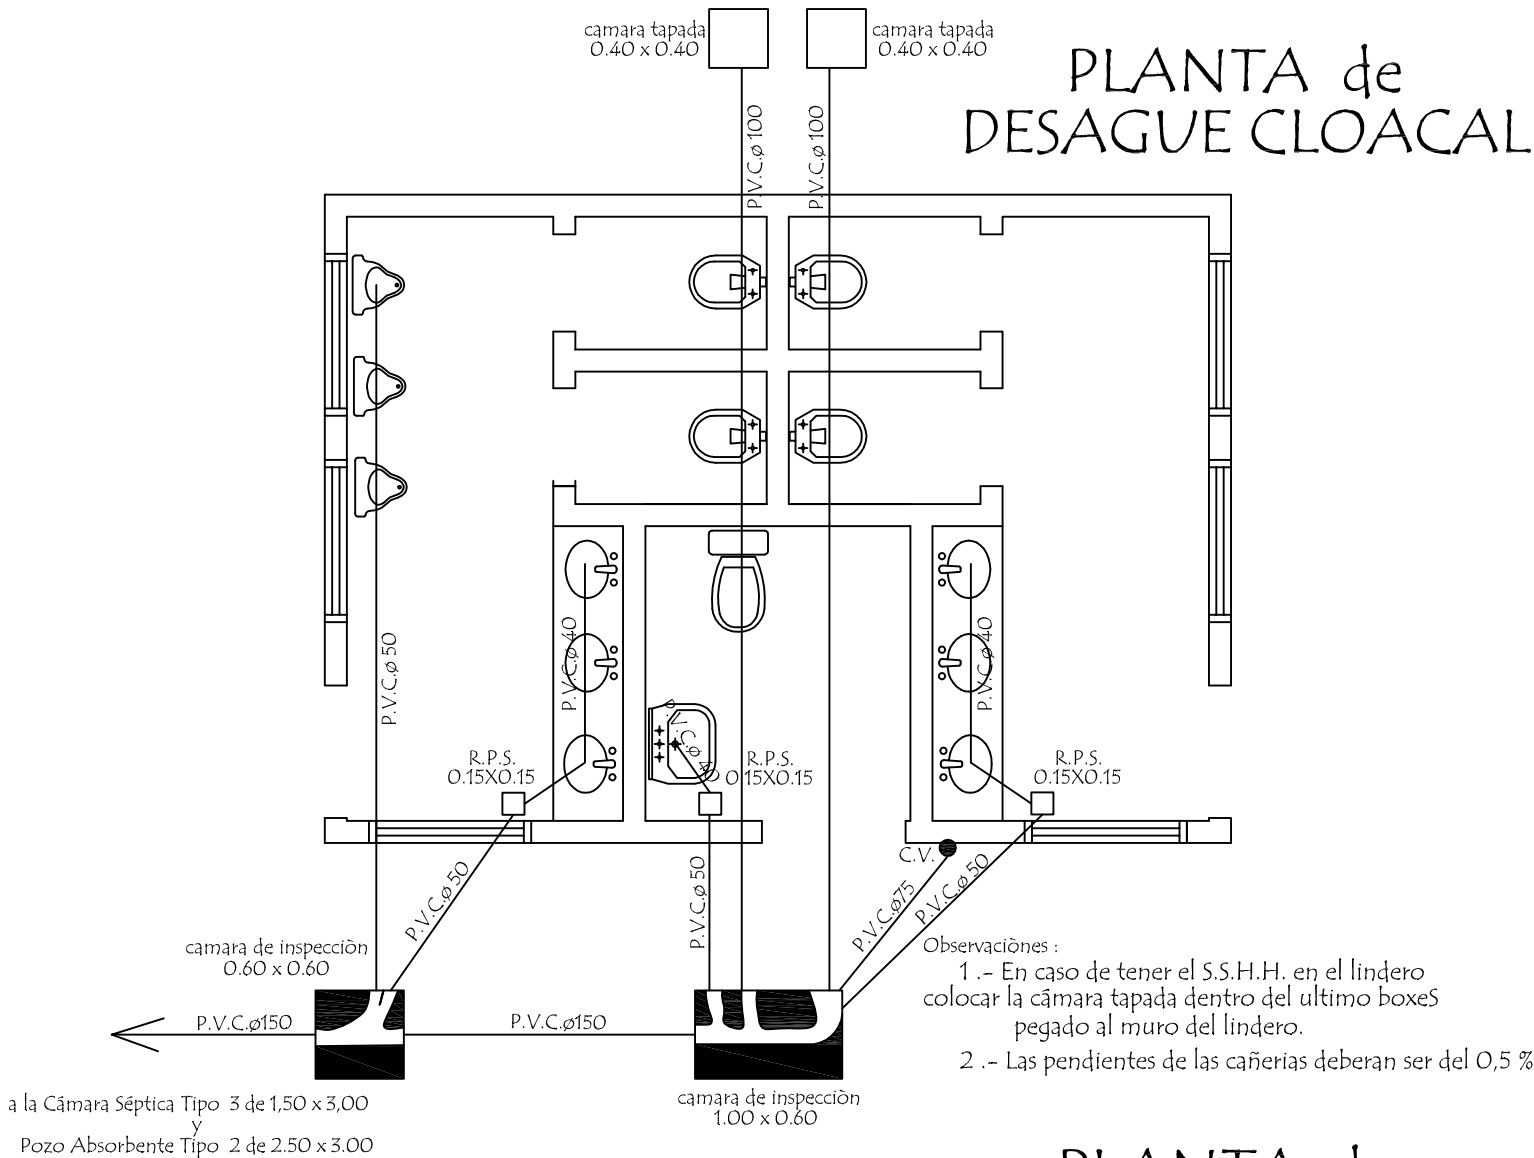 camara tapada
0.40 x 0.40
camara tapada
0.40 x 0.40
PLANTA de
DESAGUE CLOACAL
P.V.C.ø 100
P.V.C.ø 100
P.V.C.ø 50
P.V.C.ø 40
P.V.C.ø 40
P.V.C.ø 40
R.P.S.
0.15X0.15
R.P.S.
0.15X0.15
R.P.S.
0.15X0.15
C.V.
P.V.C.ø 50
P.V.C.ø 50
P.V.C.ø75
P.V.C.ø 50
camara de inspecciòn
0.60 x 0.60
Observaciònes :
1 .- En caso de tener el S.S.H.H. en el lindero
colocar la cámara tapada dentro del ultimo boxeS
pegado al muro del lindero.
2 .- Las pendientes de las cañerias deberan ser del 0,5 %
P.V.C.ø150
P.V.C.ø150
a la Cámara Séptica Tipo 3 de 1,50 x 3,00
y
Pozo Absorbente Tipo 2 de 2.50 x 3.00
camara de inspecciòn
1.00 x 0.60